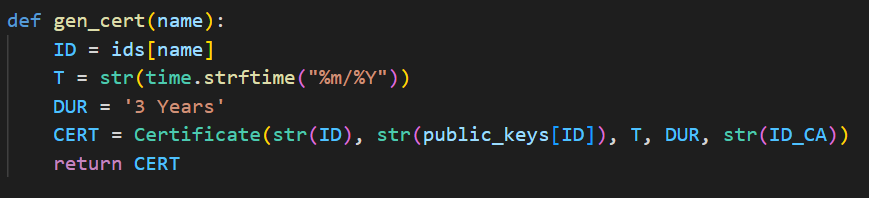 def gen_cert(name):
    ID = ids[name]
    T = str(time.strftime("%m/%Y"))
    DUR = '3 Years'
    CERT = Certificate(str(ID), str(public_keys[ID]), T, DUR, str(ID_CA))
    return CERT